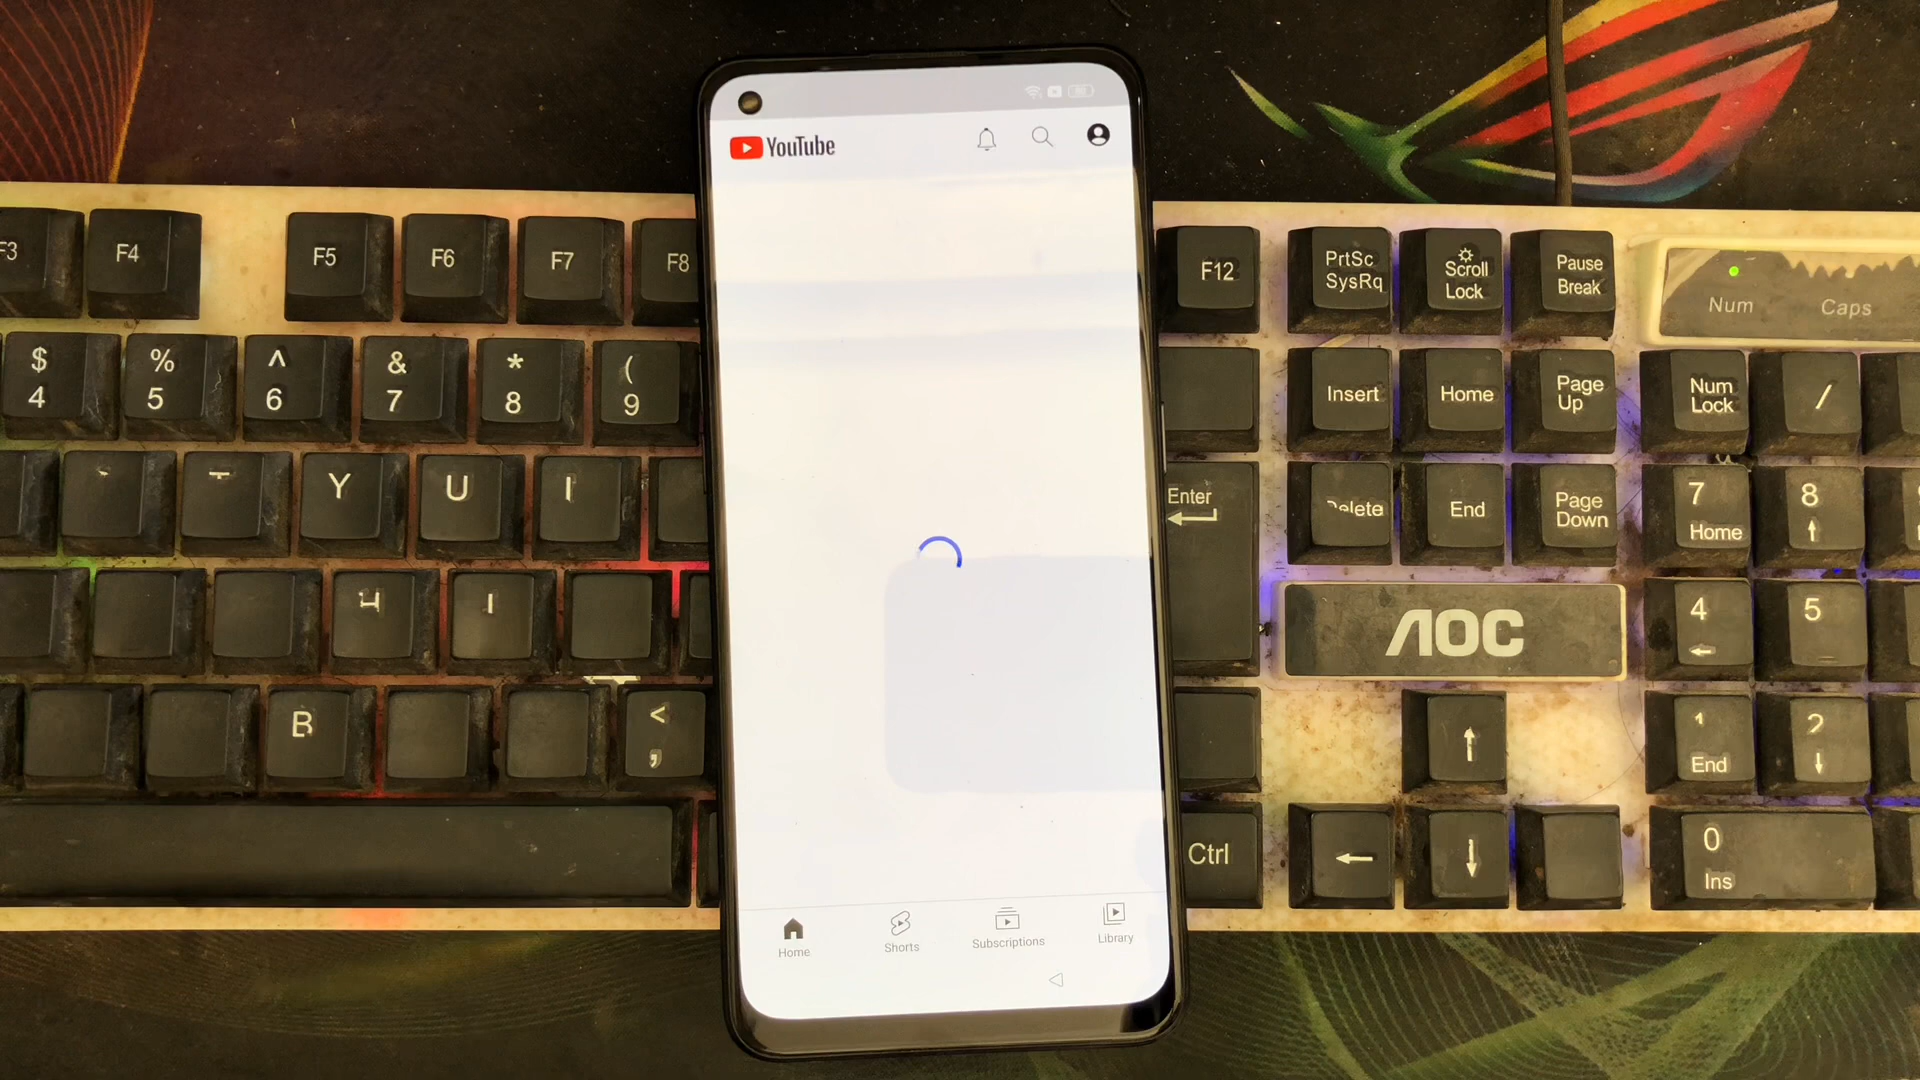 YouTube
F3
F4
F5
F6
F7
F8
F12
PrtSc
SysRq
Scroll
Lock
Pause
Break
Num
Caps
$
4
%
5
^
6
&
7
*
8
(
9
Insert
Home
Page
Up
Num
Lock
/
Y
U
I
Enter
Delete
End
Page
Down
7
Home
8
AOC
4
5
B
<
,
1
End
2
Ctrl
0
Ins
Home
Shorts
Subscriptions
Library